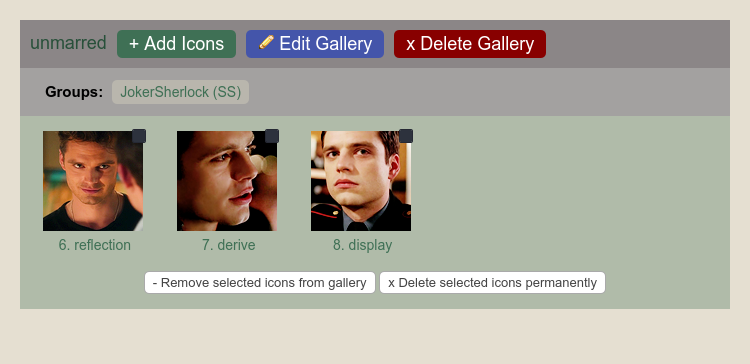 unmarred + Add Icons Edit Gallery x Delete Gallery
Groups: JokerSherlock (SS)
6. reflection 7. derive 8. display
- Remove selected icons from gallery x Delete selected icons permanently